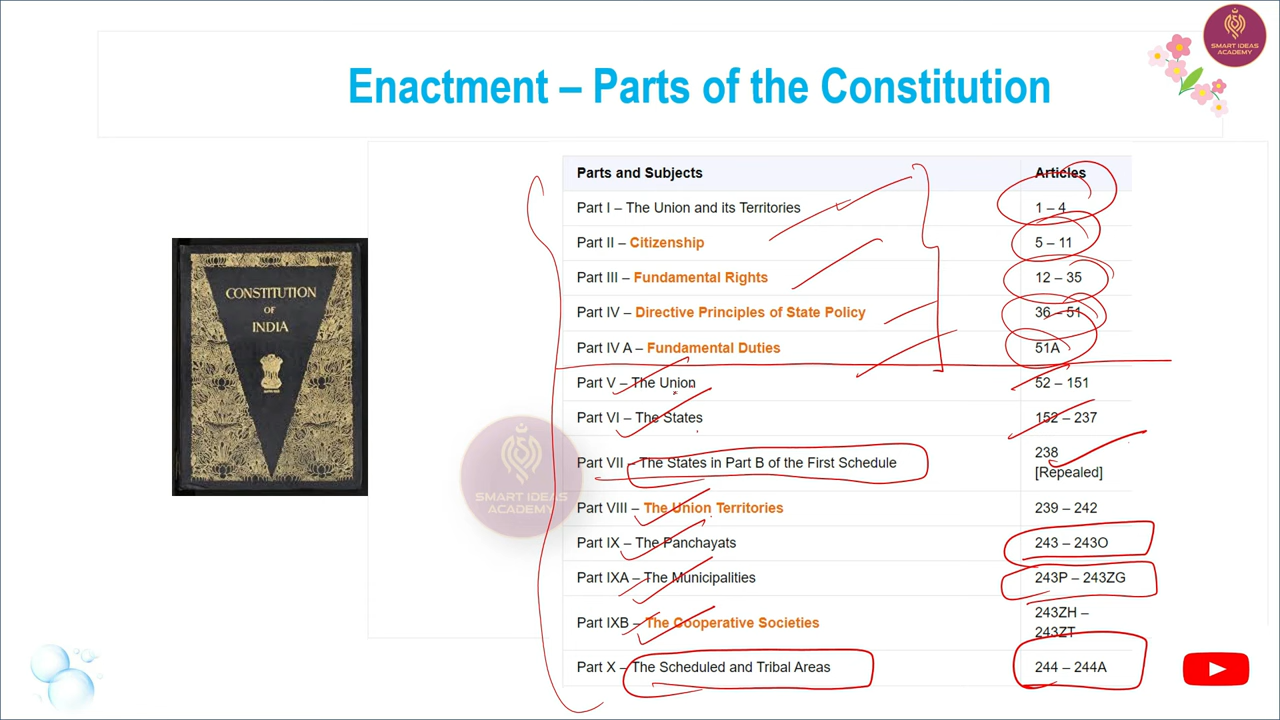 SMART IDEAS
ACADEMY
Enactment – Parts of the Constitution
CONSTITUTION
OF
INDIA
Parts and Subjects Articles
Part I – The Union and its Territories 1 – 4
Part II – Citizenship 5 – 11
Part III – Fundamental Rights 12 – 35
Part IV – Directive Principles of State Policy 36 – 51
Part IV A – Fundamental Duties 51A
Part V – The Union 52 – 151
Part VI – The States 152 – 237
Part VII – The States in Part B of the First Schedule 238
[Repealed]
Part VIII – The Union Territories 239 – 242
Part IX – The Panchayats 243 – 243O
Part IXA – The Municipalities 243P – 243ZG
Part IXB – The Cooperative Societies 243ZH –
243ZT
Part X – The Scheduled and Tribal Areas 244 – 244A
SMART IDEAS
ACADEMY